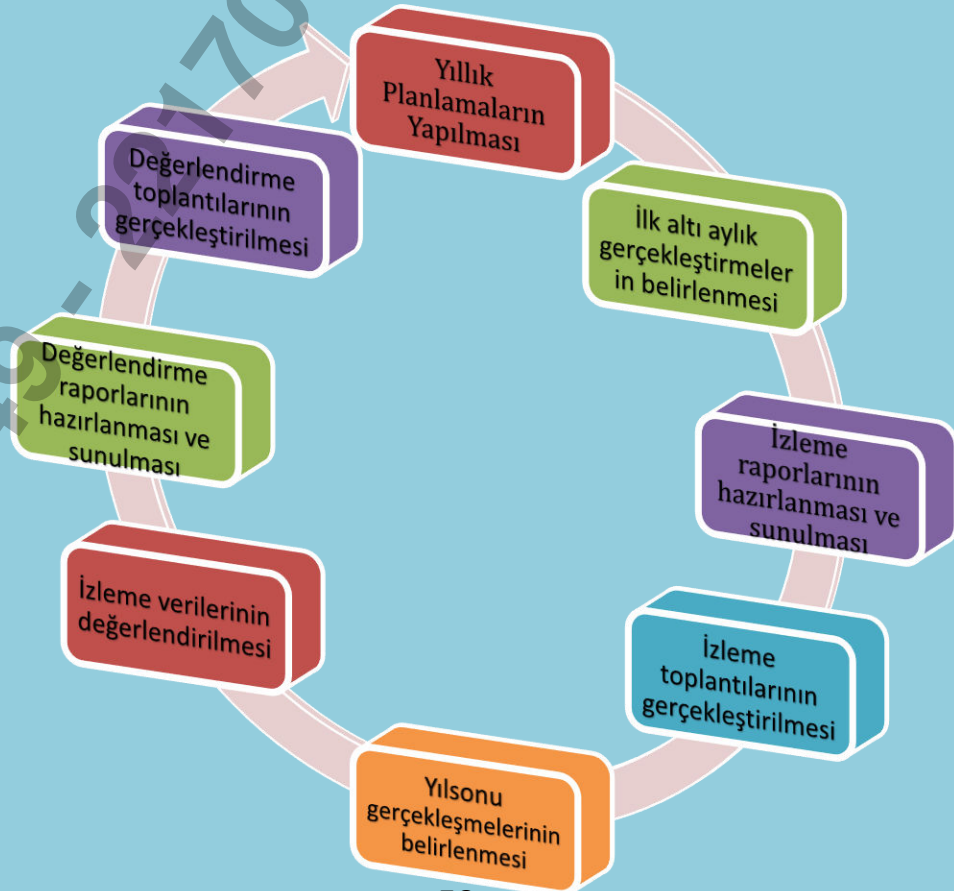 Yıllık
Planlamaların
Yapılması
İlk altı aylık
gerçekleştirmeler
in belirlenmesi
İzleme
raporlarının
hazırlanması ve
sunulması
İzleme
toplantılarının
gerçekleştirilmesi
Yılsonu
gerçekleşmelerinin
belirlenmesi
İzleme verilerinin
değerlendirilmesi
Değerlendirme
raporlarının
hazırlanması ve
sunulması
Değerlendirme
toplantılarının
gerçekleştirilmesi